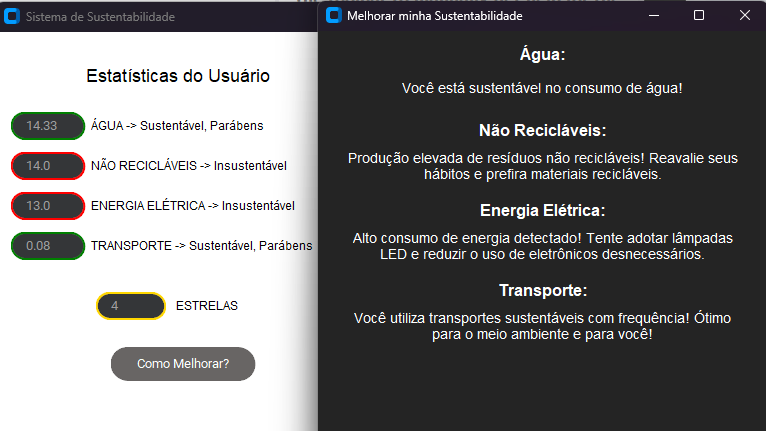 Sistema de Sustentabilidade
Estatísticas do Usuário
14.33 ÁGUA -> Sustentável, Parábens
14.0 NÃO RECICLÁVEIS -> Insustentável
13.0 ENERGIA ELÉTRICA -> Insustentável
0.08 TRANSPORTE -> Sustentável, Parábens
4 ESTRELAS
Como Melhorar?
Melhorar minha Sustentabilidade
Água:
Você está sustentável no consumo de água!
Não Recicláveis:
Produção elevada de resíduos não recicláveis! Reavalie seus
hábitos e prefira materiais recicláveis.
Energia Elétrica:
Alto consumo de energia detectado! Tente adotar lâmpadas
LED e reduzir o uso de eletrônicos desnecessários.
Transporte:
Você utiliza transportes sustentáveis com frequência! Ótimo
para o meio ambiente e para você!